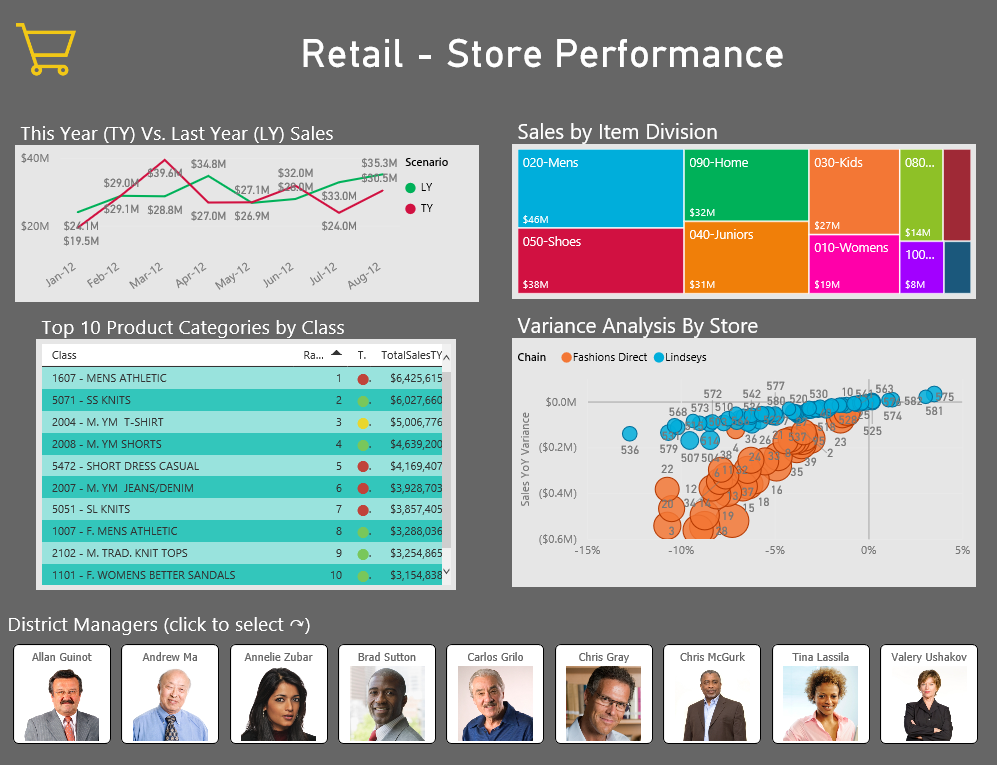 Retail - Store Performance
This Year (TY) Vs. Last Year (LY) Sales
$40M
$20M
$39.6M
$34.8M
$35.3M
$29.0M
$32.0M
$30.5M
$27.1M
$28.0M
$29.1M
$28.8M
$33.0M
$27.0M
$26.9M
$24.1M
$24.0M
$19.5M
Jan-12
Feb-12
Mar-12
Apr-12
May-12
Jun-12
Jul-12
Aug-12
Scenario
LY
TY
Sales by Item Division
020-Mens
$46M
050-Shoes
$38M
090-Home
$32M
040-Juniors
$31M
030-Kids
$27M
010-Womens
$19M
080...
$14M
100...
$8M
Top 10 Product Categories by Class
Class Ra... T. TotalSalesTY
1607 - MENS ATHLETIC 1 $6,425,615
5071 - SS KNITS 2 $6,027,660
2004 - M. YM T-SHIRT 3 $5,006,776
2008 - M. YM SHORTS 4 $4,639,200
5472 - SHORT DRESS CASUAL 5 $4,169,407
2007 - M. YM JEANS/DENIM 6 $3,928,703
5051 - SL KNITS 7 $3,857,405
1007 - F. MENS ATHLETIC 8 $3,288,036
2102 - M. TRAD. KNIT TOPS 9 $3,254,865
1101 - F. WOMENS BETTER SANDALS 10 $3,154,838
Variance Analysis By Store
Chain Fashions Direct Lindseys
Sales YoY Variance
$0.0M
($0.2M)
($0.4M)
($0.6M)
-15%
-10%
-5%
0%
5%
577
572
542
530
10
563
568
573
510
580
520
582
575
574
581
525
536
579
507
504
38
4
36
26
23
2
39
35
22
12
34
16
18
15
37
19
20
3
28
District Managers (click to select ↷)
Allan Guinot
Andrew Ma
Annelie Zubar
Brad Sutton
Carlos Grilo
Chris Gray
Chris McGurk
Tina Lassila
Valery Ushakov